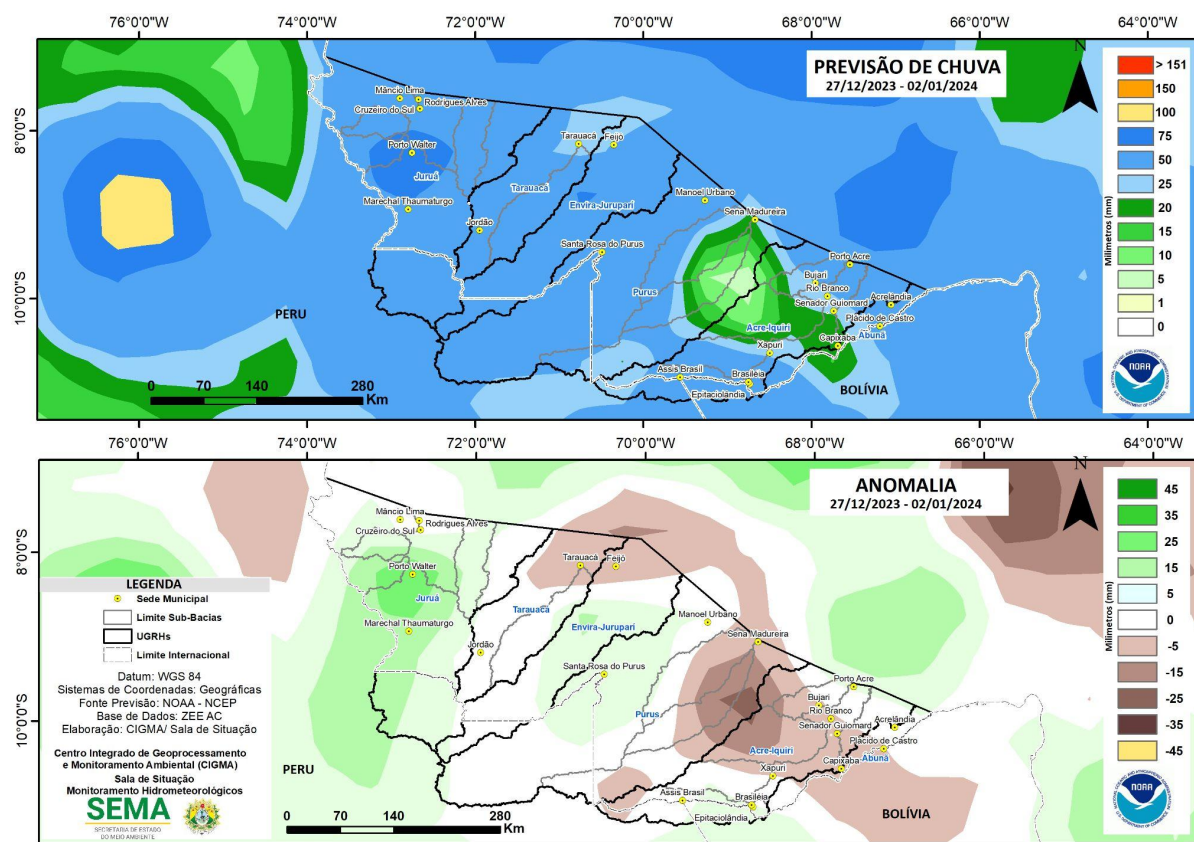 76°0'0"W 74°0'0"W 72°0'0"W 70°0'0"W 68°0'0"W 66°0'0"W 64°0'0"W
PREVISÃO DE CHUVA
27/12/2023 - 02/01/2024
N
> 151
150
100
75
50
25
20
15
10
5
1
0
Milímetros (mm)
8°0'0"S
10°0'0"S
Mâncio Lima
Rodrigues Alves
Cruzeiro do Sul
Porto Walter
Juruá
Marechal Thaumaturgo
Tarauacá
Feijó
Tarauacá
Jordão
Envira-Jurupari
Manoel Urbano
Sena Madureira
Santa Rosa do Purus
Purus
Porto Acre
Bujari
Rio Branco
Senador Guiomard
Acrelândia
Plácido de Castro
Abunã
Acre-Iquiri
Capixaba
Xapuri
Assis Brasil
Brasiléia
Epitaciolândia
PERU
BOLÍVIA
0 70 140 280
Km
NOAA
76°0'0"W 74°0'0"W 72°0'0"W 70°0'0"W 68°0'0"W 66°0'0"W 64°0'0"W
ANOMALIA
27/12/2023 - 02/01/2024
N
45
35
25
15
5
0
-5
-15
-25
-35
-45
Milímetros (mm)
8°0'0"S
10°0'0"S
Mâncio Lima
Rodrigues Alves
Cruzeiro do Sul
Porto Walter
Juruá
Marechal Thaumaturgo
Tarauacá
Feijó
Tarauacá
Jordão
Envira-Jurupari
Manoel Urbano
Sena Madureira
Santa Rosa do Purus
Purus
Porto Acre
Bujari
Rio Branco
Senador Guiomard
Acrelândia
Plácido de Castro
Abunã
Acre-Iquiri
Capixaba
Xapuri
Assis Brasil
Brasiléia
Epitaciolândia
PERU
BOLÍVIA
0 70 140 280
Km
NOAA
LEGENDA
Sede Municipal
Limite Sub-Bacias
UGRHs
Limite Internacional
Datum: WGS 84
Sistemas de Coordenadas: Geográficas
Fonte Previsão: NOAA - NCEP
Base de Dados: ZEE AC
Elaboração: CIGMA/ Sala de Situação
Centro Integrado de Geoprocessamento
e Monitoramento Ambiental (CIGMA)
Sala de Situação
Monitoramento Hidrometeorológicos
SEMA
SECRETARIA DE ESTADO
DO MEIO AMBIENTE